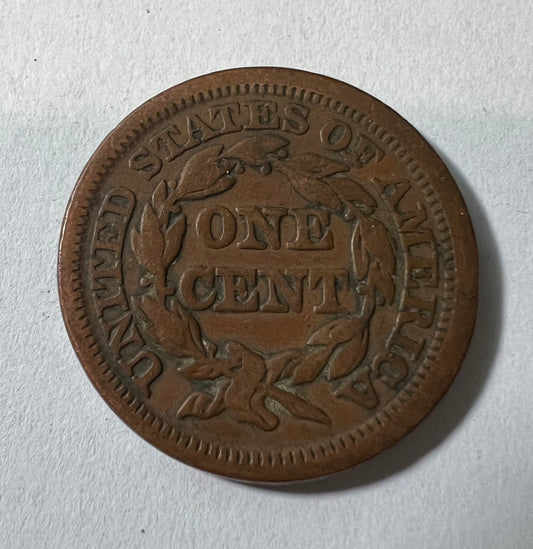 UNITED STATES OF AMERICA
ONE
CENT